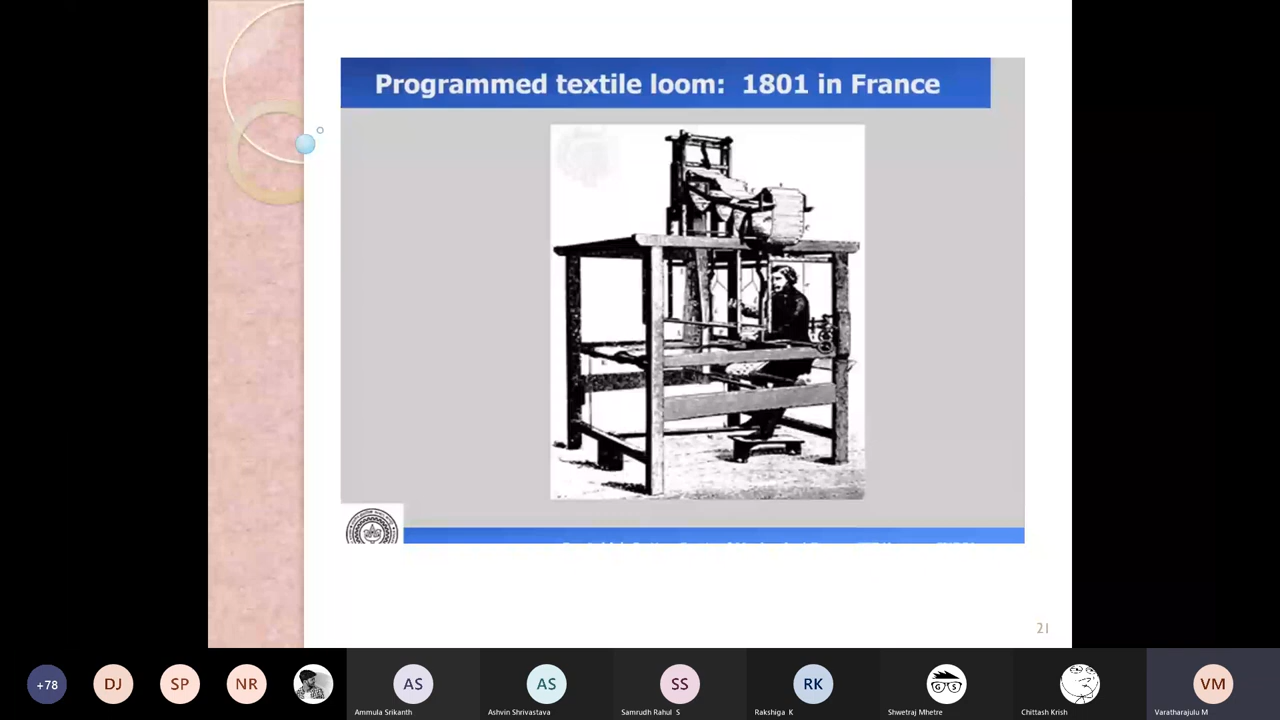 Programmed textile loom:  1801 in France
21
+78
DJ
SP
NR
AS
AS
SS
RK
GS
VM
Ammula Srikanth
Ashvin Shrivastava
Samrudh Rahul  S
Rakshiga  K
Shwetraj Mhetre
Chittash Krish
Varatharajulu M